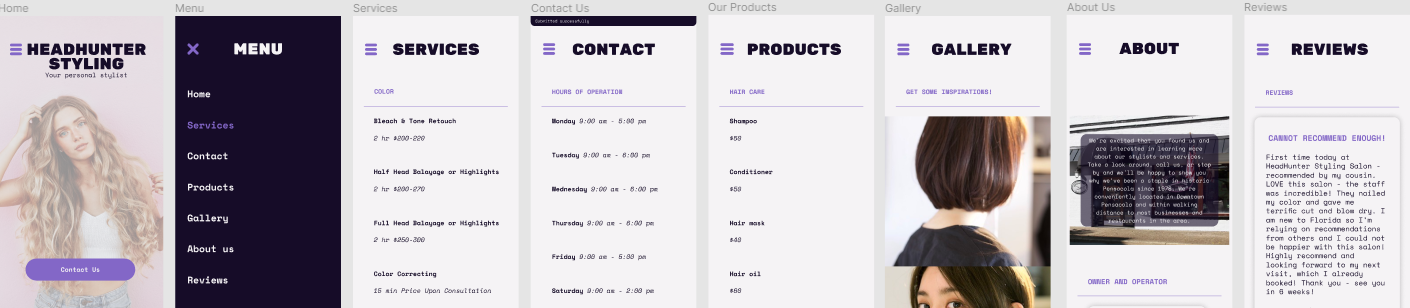 Home
HEADHUNTER
STYLING
Your personal stylist
Contact Us
Menu
MENU
Home
Services
Contact
Products
Gallery
About us
Reviews
Services
SERVICES
COLOR
Bleach & Tone Retouch
2 hr $200-220
Half Head Balayage or Highlights
2 hr $200-270
Full Head Balayage or Highlights
2 hr $250-300
Color Correcting
15 min Price Upon Consultation
Contact Us
Submitted successfully
CONTACT
HOURS OF OPERATION
Monday 9:00 am - 5:00 pm
Tuesday 9:00 am - 6:00 pm
Wednesday 9:00 am - 6:00 pm
Thursday 9:00 am - 6:00 pm
Friday 9:00 am - 5:00 pm
Saturday 9:00 am - 2:00 pm
Our Products
PRODUCTS
HAIR CARE
Shampoo
$50
Conditioner
$50
Hair mask
$40
Hair oil
$60
Gallery
GALLERY
GET SOME INSPIRATIONS!
About Us
ABOUT
We're excited that you found us and
are interested in learning more
about our stylists and services.
Take a look around, call us, or stop
by and we'll be happy to show you
why we've been a staple in historic
Pensacola since 1976. We're
conveniently located in Downtown
Pensacola and within walking
distance to most businesses and
restaurants in the area.
OWNER AND OPERATOR
Reviews
REVIEWS
REVIEWS
CANNOT RECOMMEND ENOUGH!
First time today at
HeadHunter Styling Salon -
recommended by my cousin.
LOVE this salon - the staff
was incredible! They nailed
my color and gave me
terrific cut and blow dry. I
am new to Florida so I'm
relying on recommendations
from others and I could not
be happier with this salon!
Highly recommend and
looking forward to my next
visit, which I already
booked! Thank you - see you
in 6 weeks!